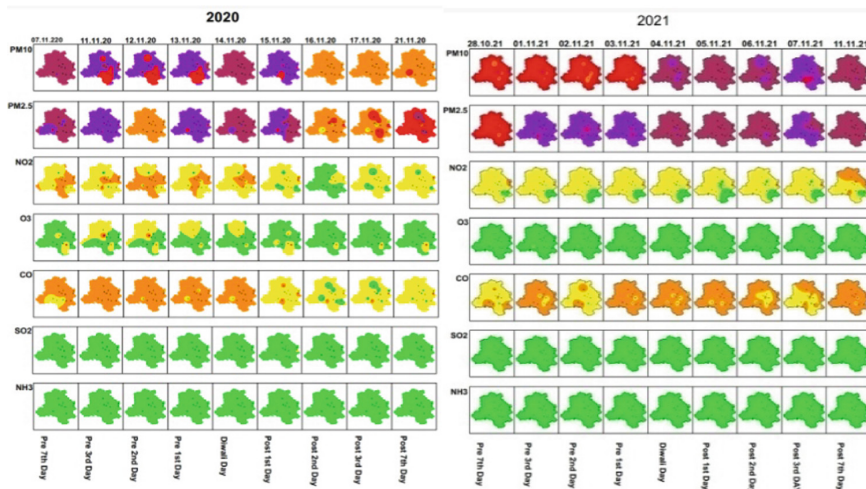 2020
07.11.220 11.11.20 12.11.20 13.11.20 14.11.20 15.11.20 16.11.20 17.11.20 21.11.20
PM10
PM2.5
NO2
O3
CO
SO2
NH3
Pre 7th Day
Pre 3rd Day
Pre 2nd Day
Pre 1st Day
Diwali Day
Post 1st Day
Post 2nd Day
Post 3rd Day
Post 7th Day
2021
28.10.21 01.11.21 02.11.21 03.11.21 04.11.21 05.11.21 06.11.21 07.11.21 11.11.21
PM10
PM2.5
NO2
O3
CO
SO2
NH3
Pre 7th Day
Pre 3rd Day
Pre 2nd Day
Pre 1st Day
Diwali Day
Post 1st Day
Post 2nd Day
Post 3rd DAY
Post 7th Day